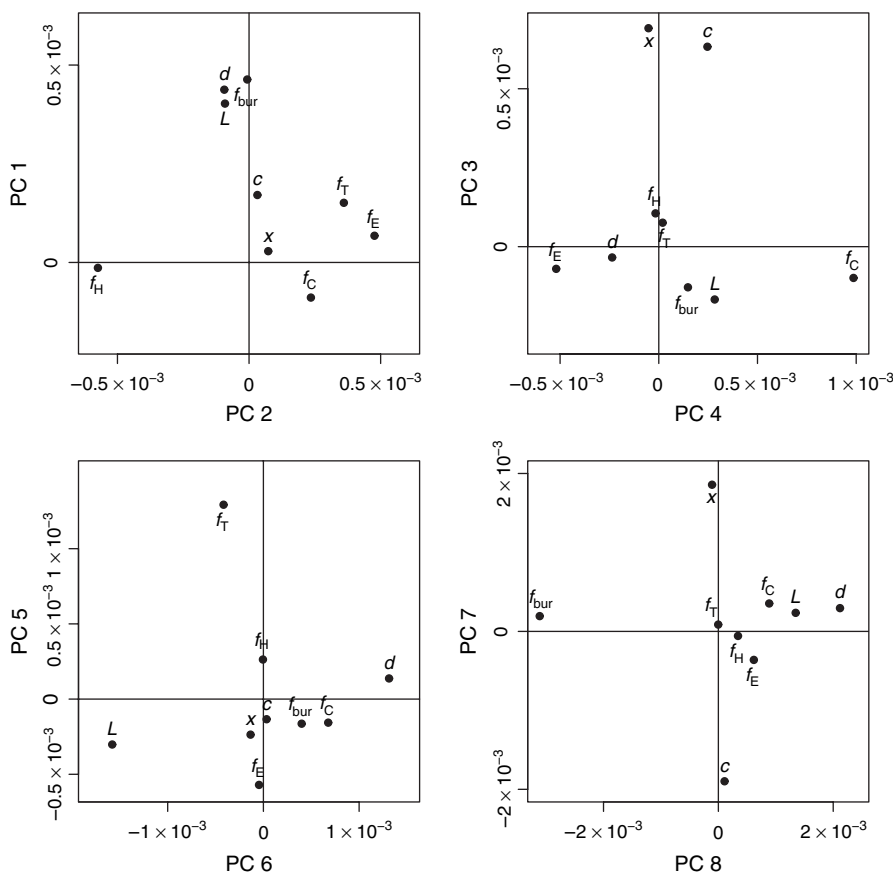 PC 1
0.5 × 10⁻³
0
d
f_bur
L
c
x
f_T
f_E
f_H
f_C
−0.5 × 10⁻³
0
0.5 × 10⁻³
PC 2
PC 3
0.5 × 10⁻³
0
x
c
f_H
f_T
f_E
d
f_bur
L
f_C
−0.5 × 10⁻³
0
0.5 × 10⁻³
1 × 10⁻³
PC 4
PC 5
1 × 10⁻³
0.5 × 10⁻³
0
−0.5 × 10⁻³
f_T
f_H
d
L
x
c
f_bur
f_C
f_E
−1 × 10⁻³
0
1 × 10⁻³
PC 6
PC 7
2 × 10⁻³
0
−2 × 10⁻³
x
f_bur
f_T
f_C
L
d
f_H
f_E
c
−2 × 10⁻³
0
2 × 10⁻³
PC 8